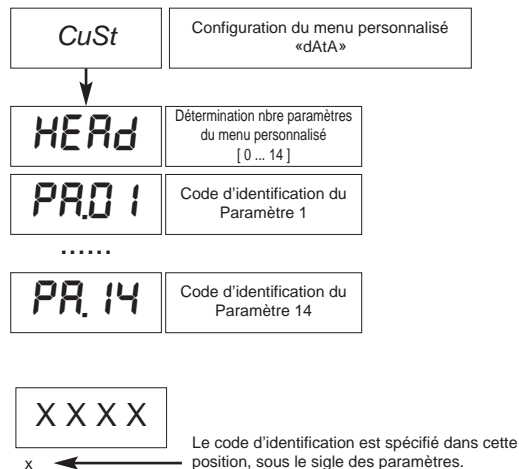 CuSt
Configuration du menu personnalisé
«dAtA»
HEAd
Détermination nbre paramètres
du menu personnalisé
[ 0 ... 14 ]
PA.01
Code d'identification du
Paramètre 1
......
PA.14
Code d'identification du
Paramètre 14
X X X X
x
Le code d'identification est spécifié dans cette
position, sous le sigle des paramètres.